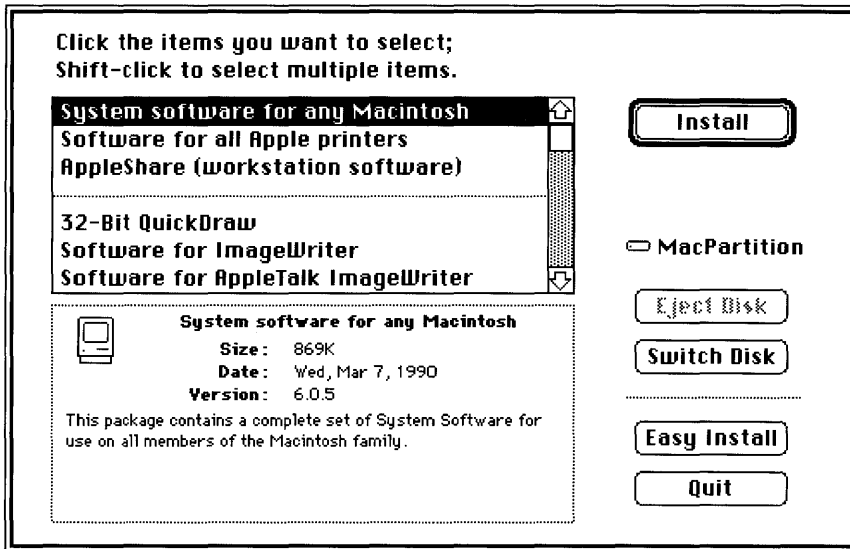 Click the items you want to select;
Shift-click to select multiple items.
System software for any Macintosh
Software for all Apple printers
AppleShare (workstation software)
32-Bit QuickDraw
Software for ImageWriter
Software for AppleTalk ImageWriter
Install
MacPartition
Eject Disk
Switch Disk
Easy Install
Quit
System software for any Macintosh
Size: 869K
Date: Wed, Mar 7, 1990
Version: 6.0.5
This package contains a complete set of System Software for
use on all members of the Macintosh family.